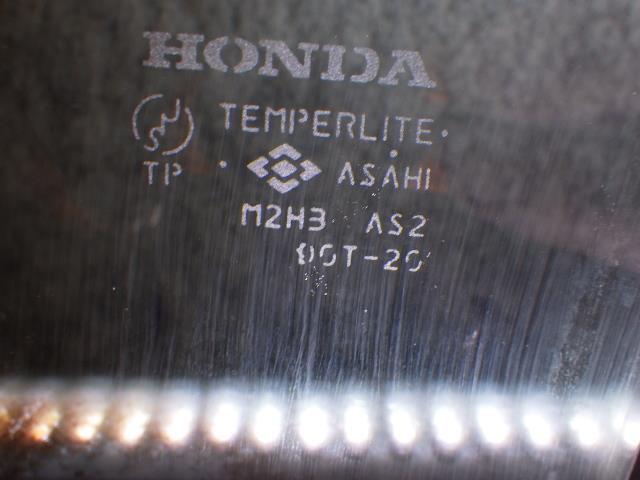 HONDA
TEMPERLITE
TP ASAHI
M2H3 AS2
DOT-20